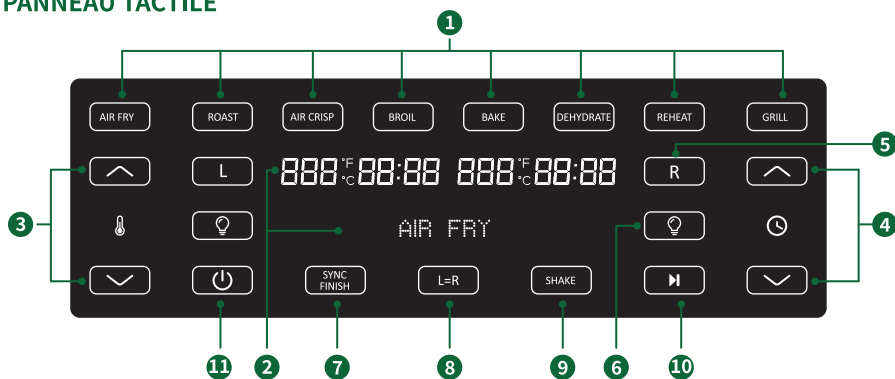 PANNEAU TACTILE
1
AIR FRY ROAST AIR CRISP BROIL BAKE DEHYDRATE REHEAT GRILL
5
L 888 °F °C 88:88 888 °F °C 88:88 R
3 AIR FRY 4
SYNC FINISH L=R SHAKE
11 2 7 8 9 6 10